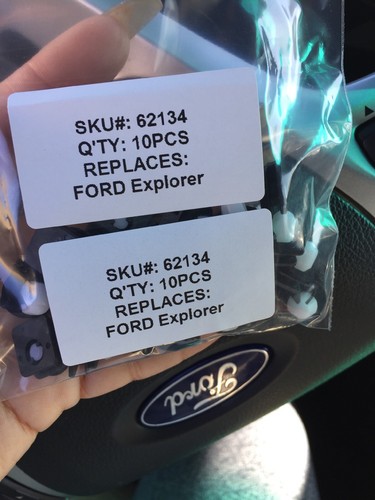 SKU#: 62134
Q'TY: 10PCS
REPLACES:
FORD Explorer
SKU#: 62134
Q'TY: 10PCS
REPLACES:
FORD Explorer
Ford